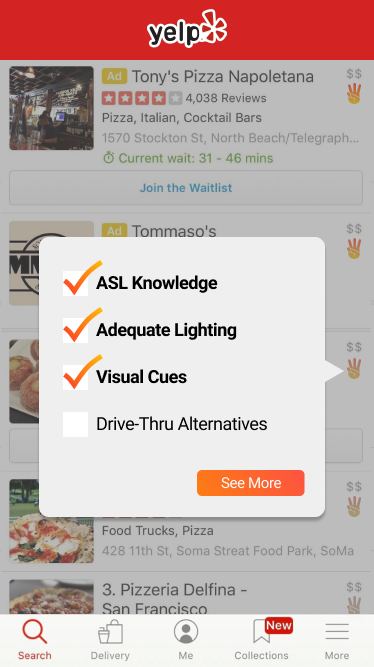 yelp
Ad Tony's Pizza Napoletana $$
4,038 Reviews
Pizza, Italian, Cocktail Bars
1570 Stockton St, North Beach/Telegraph...
Current wait: 31 - 46 mins
Join the Waitlist
Ad Tommaso's $$
ASL Knowledge
Adequate Lighting
Visual Cues
$$
Drive-Thru Alternatives
See More
$$
Food Trucks, Pizza
428 11th St, Soma Streat Food Park, SoMa
3. Pizzeria Delfina - $$
San Francisco
New
Search Delivery Me Collections More